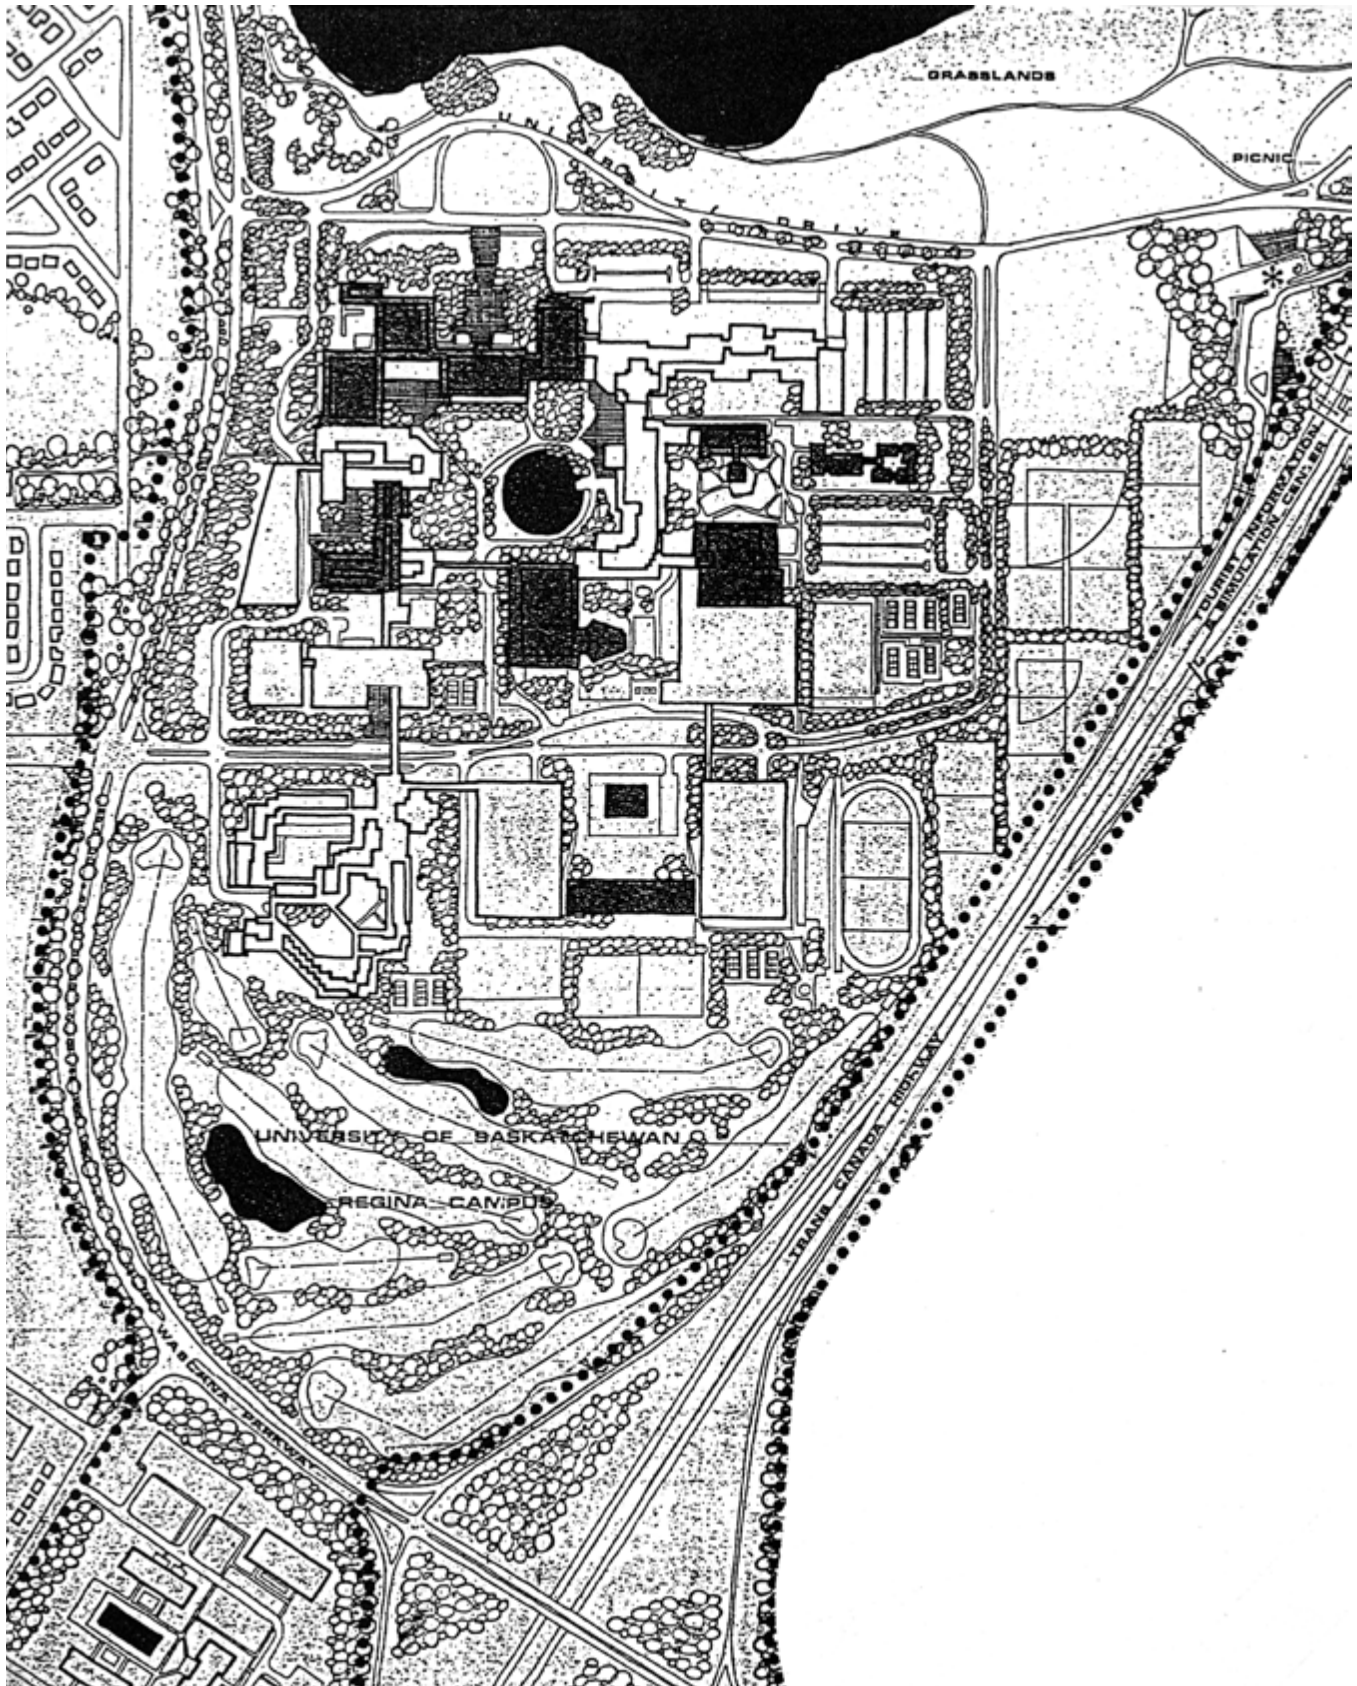 GRASSLANDS
UNIVERSITY DRIVE
PICNIC
TOURIST INFORMATION
& SIMULATION CENTER
UNIVERSITY OF SASKATCHEWAN
REGINA CAMPUS
TRANS CANADA HIGHWAY
WASCANA PARKWAY